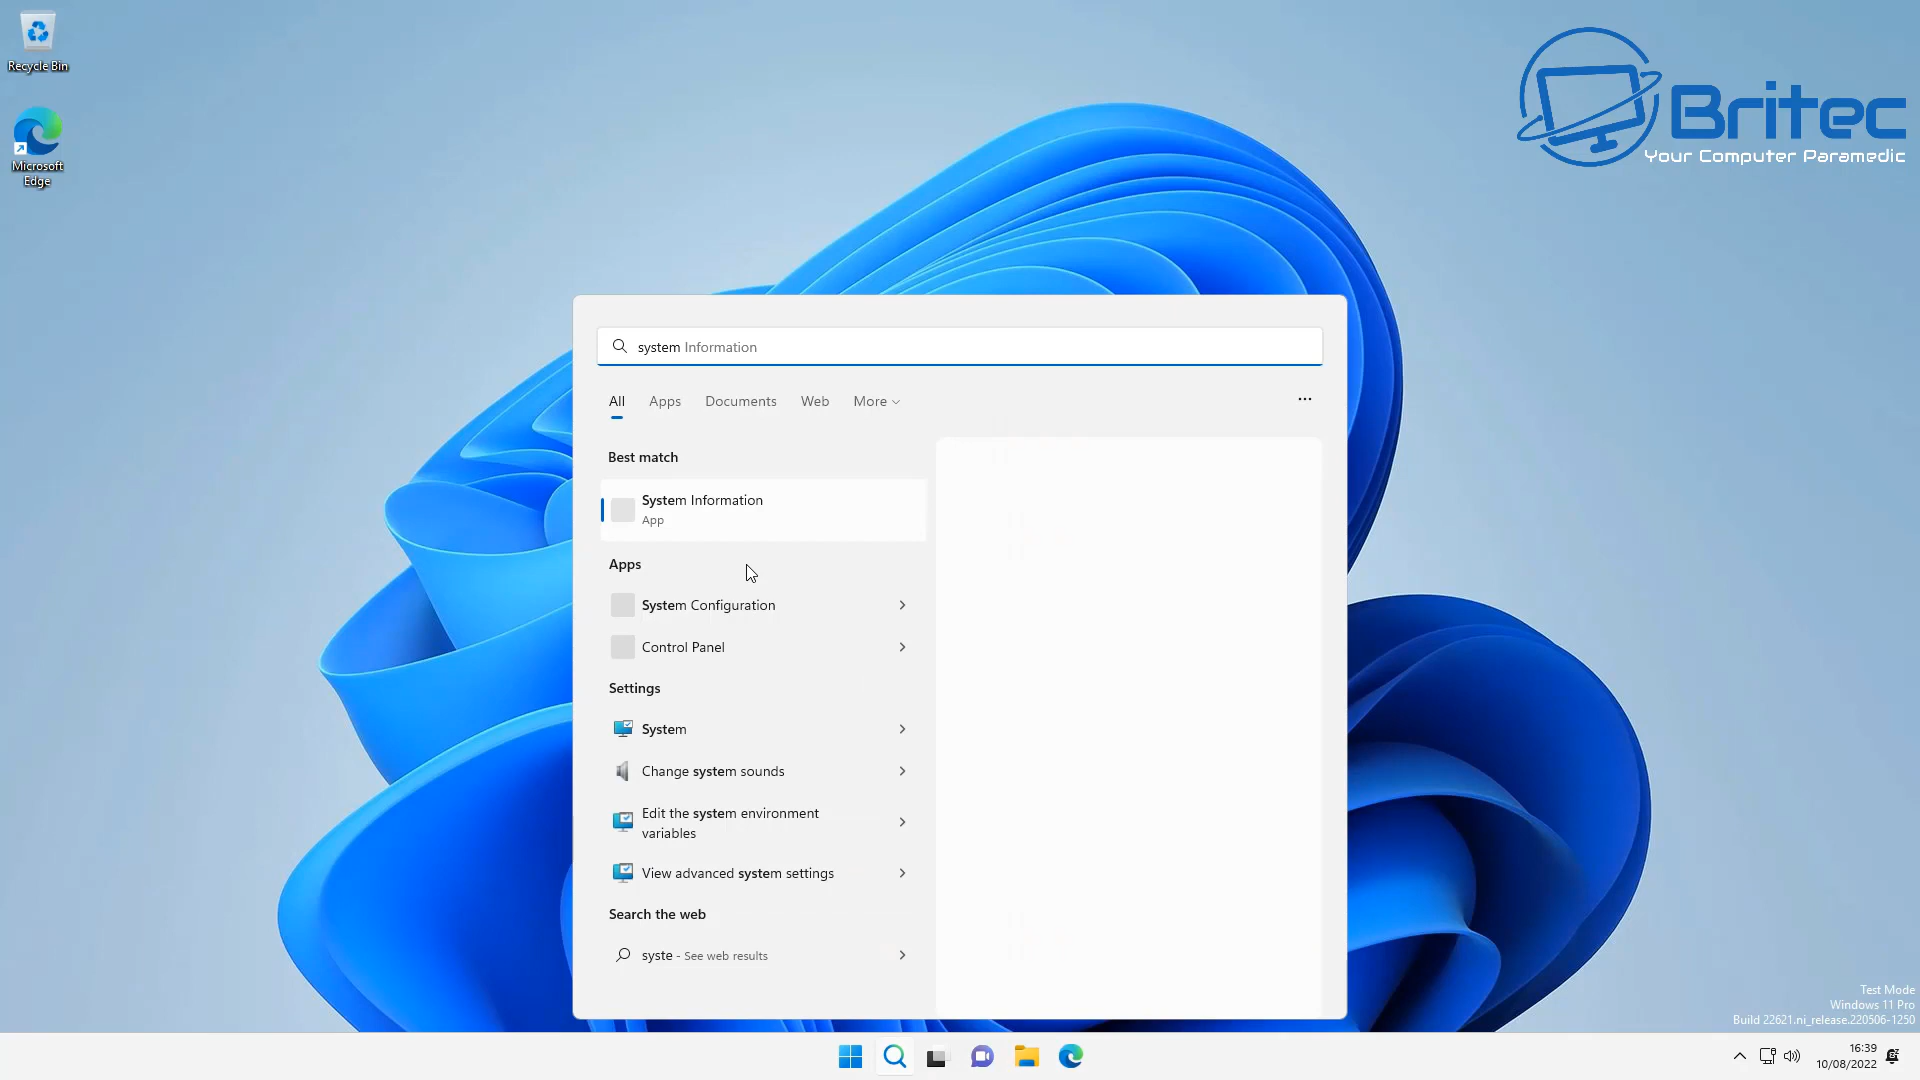 Recycle Bin
Microsoft
Edge
Britec
Your Computer Paramedic
system Information
All
Apps
Documents
Web
More
Best match
System Information
App
Apps
System Configuration
Control Panel
Settings
System
Change system sounds
Edit the system environment
variables
View advanced system settings
Search the web
syste - See web results
Test Mode
Windows 11 Pro
Build 22621.ni_release.220506-1250
16:39
10/08/2022